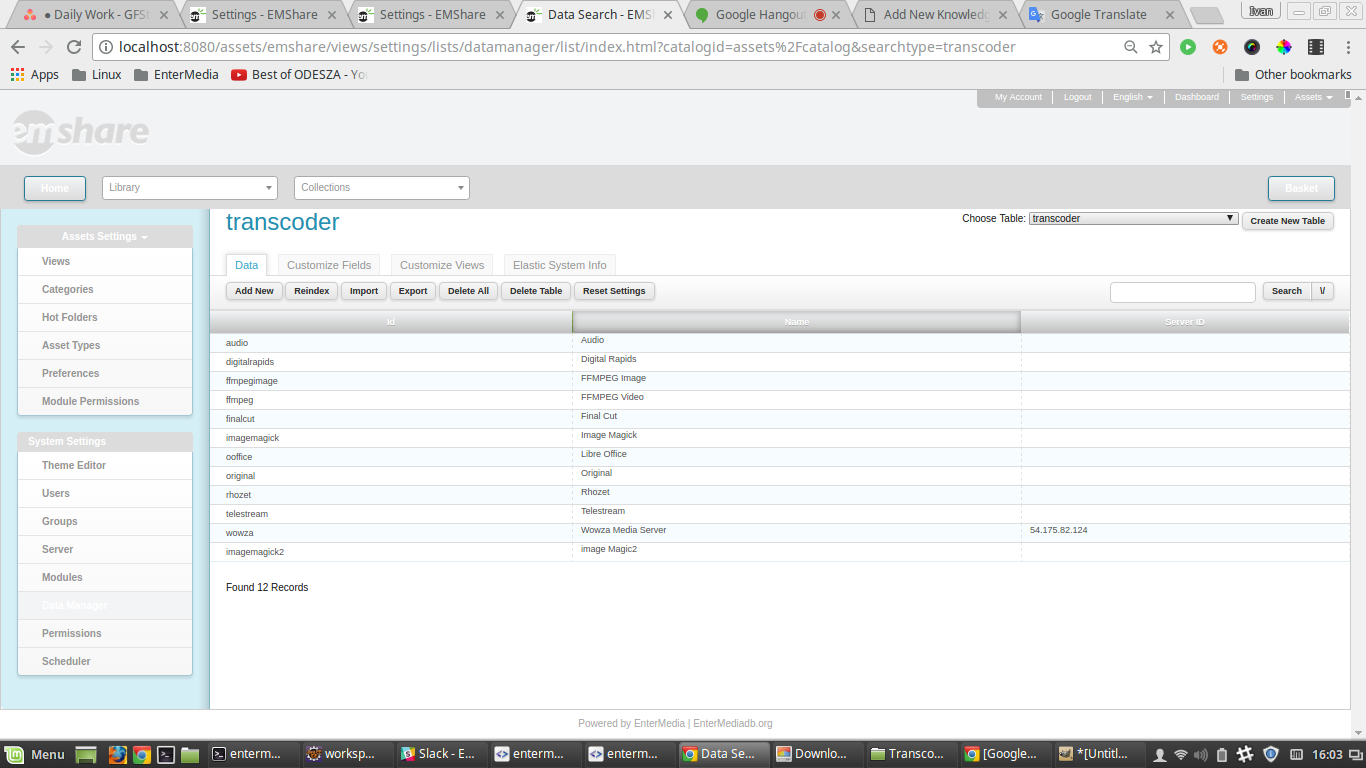 Daily Work - GFSt
Settings - EMShare
Settings - EMShare
Data Search - EMSh
Google Hangout
Add New Knowledg
Google Translate
Ivan
localhost:8080/assets/emshare/views/settings/lists/datamanager/list/index.html?catalogid=assets%2Fcatalog&searchtype=transcoder
Apps Linux EnterMedia Best of ODESZA - Yo Other bookmarks
My Account Logout English Dashboard Settings Assets
emshare
Home Library Collections Basket
transcoder
Choose Table: transcoder Create New Table
Assets Settings
Views
Categories
Hot Folders
Asset Types
Preferences
Module Permissions
System Settings
Theme Editor
Users
Groups
Server
Modules
Data Manager
Permissions
Scheduler
Data Customize Fields Customize Views Elastic System Info
Add New Reindex Import Export Delete All Delete Table Reset Settings Search \/
Id Name Server ID
audio Audio
digitalrapids Digital Rapids
ffmpegimage FFMPEG Image
ffmpeg FFMPEG Video
finalcut Final Cut
imagemagick Image Magick
ooffice Libre Office
original Original
rhozet Rhozet
telestream Telestream
wowza Wowza Media Server 54.175.82.124
imagemagick2 image Magic2
Found 12 Records
Powered by EnterMedia | EnterMediadb.org
Menu enterm... worksp... Slack - E... enterm... enterm... Data Se... Downlo... Transco... [Google... *[Untitl... 16:03